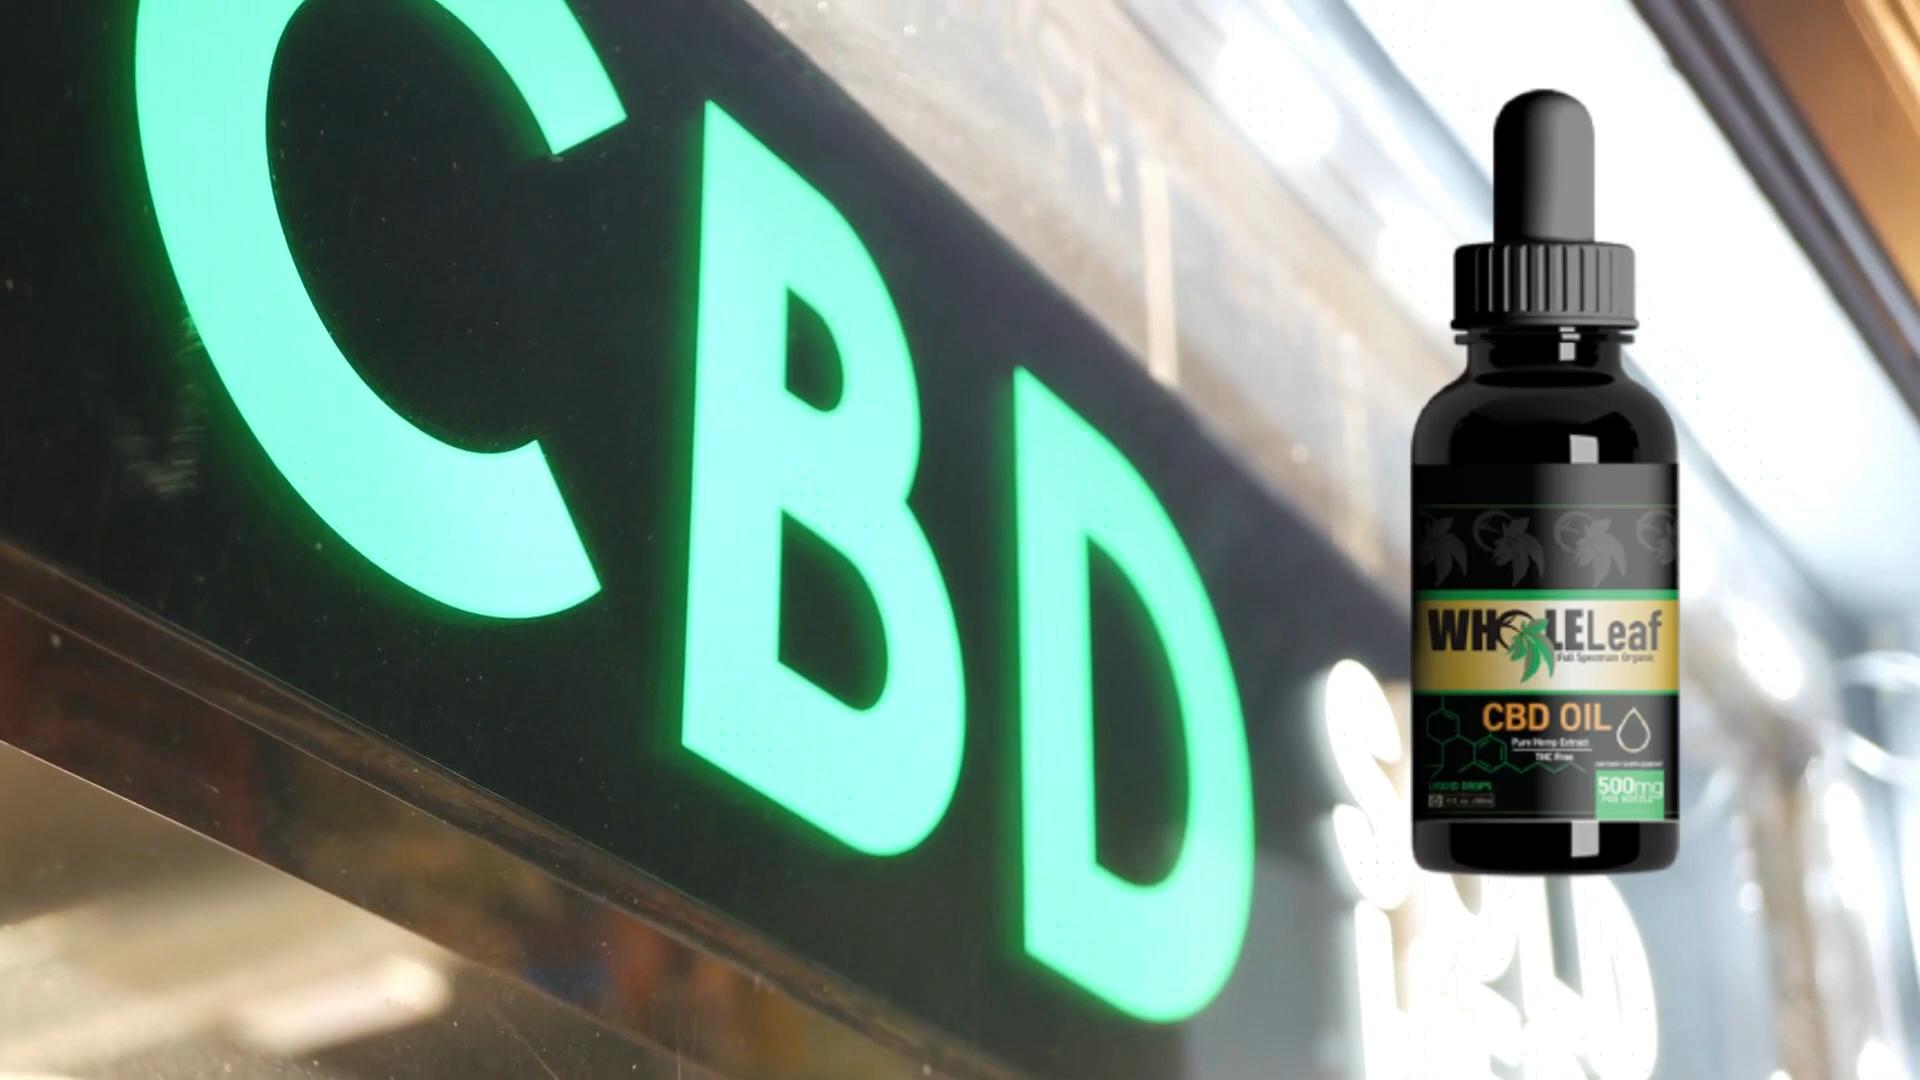 CBD
WHOLELeaf
Full Spectrum Organic
CBD OIL
Pure Hemp Extract
THC Free
LIQUID DROPS
500mg
PER BOTTLE